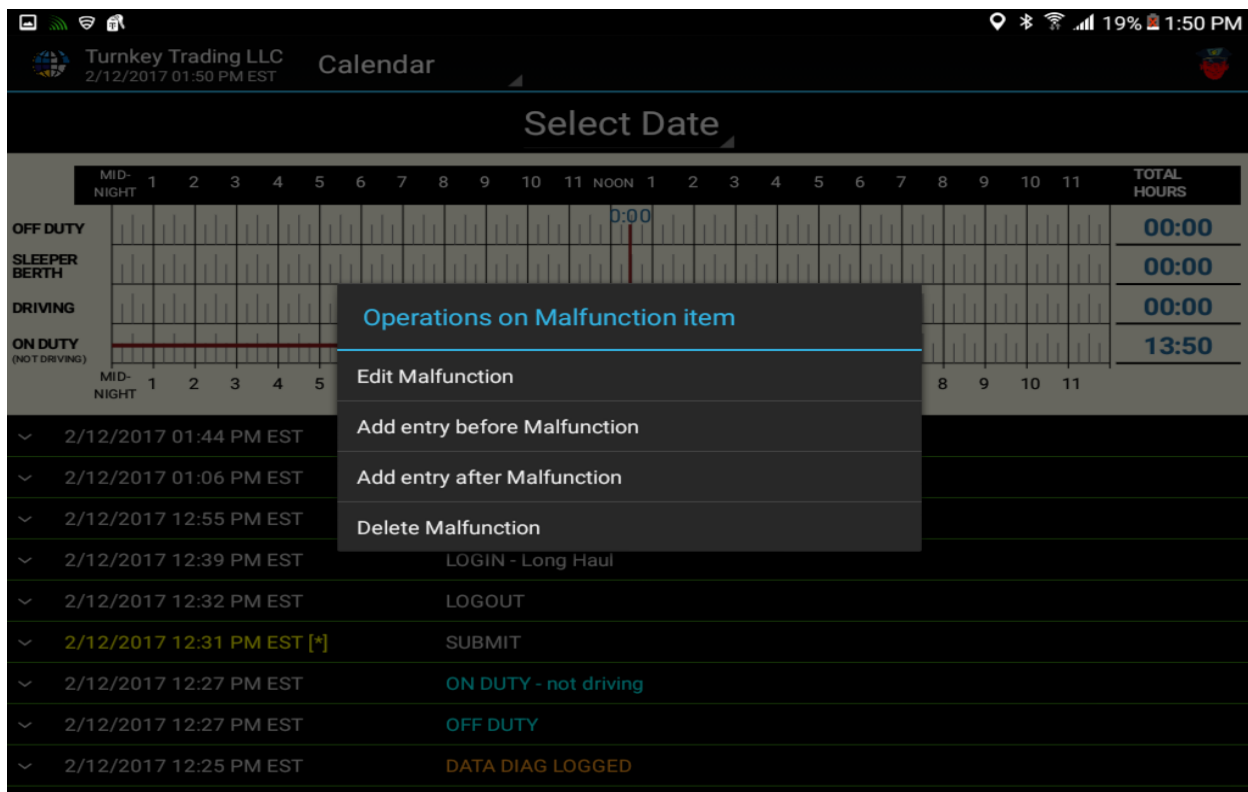 19% 1:50 PM
Turnkey Trading LLC
2/12/2017 01:50 PM EST
Calendar
Select Date
MID-NIGHT 1 2 3 4 5 6 7 8 9 10 11 NOON 1 2 3 4 5 6 7 8 9 10 11 TOTAL HOURS
0:00
OFF DUTY 00:00
SLEEPER BERTH 00:00
DRIVING 00:00
ON DUTY (NOT DRIVING) 13:50
MID-NIGHT 1 2 3 4 5 8 9 10 11
Operations on Malfunction item
Edit Malfunction
Add entry before Malfunction
Add entry after Malfunction
Delete Malfunction
2/12/2017 01:44 PM EST
2/12/2017 01:06 PM EST
2/12/2017 12:55 PM EST
2/12/2017 12:39 PM EST LOGIN - Long Haul
2/12/2017 12:32 PM EST LOGOUT
2/12/2017 12:31 PM EST [*] SUBMIT
2/12/2017 12:27 PM EST ON DUTY - not driving
2/12/2017 12:27 PM EST OFF DUTY
2/12/2017 12:25 PM EST DATA DIAG LOGGED